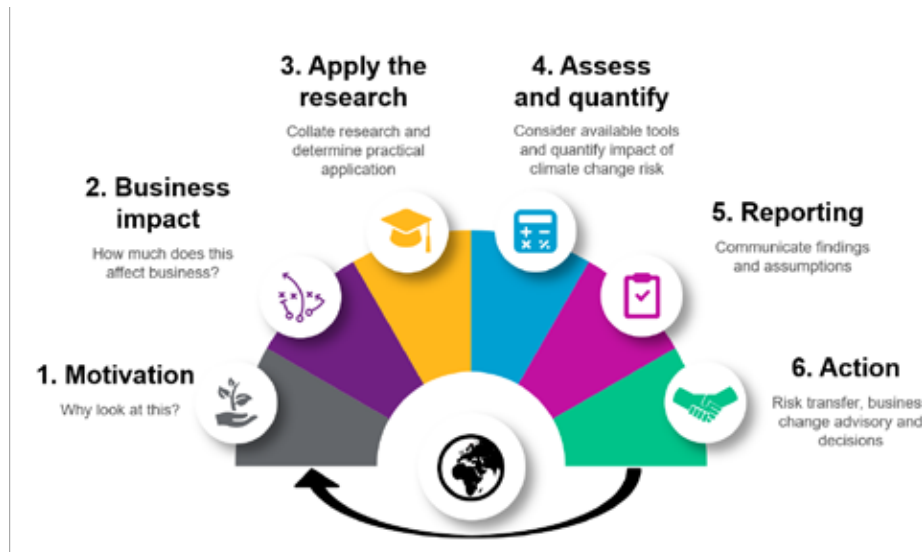 1. Motivation
Why look at this?
2. Business
impact
How much does this
affect business?
3. Apply the
research
Collate research and
determine practical
application
4. Assess
and quantify
Consider available tools
and quantify impact of
climate change risk
5. Reporting
Communicate findings
and assumptions
6. Action
Risk transfer, business
change advisory and
decisions